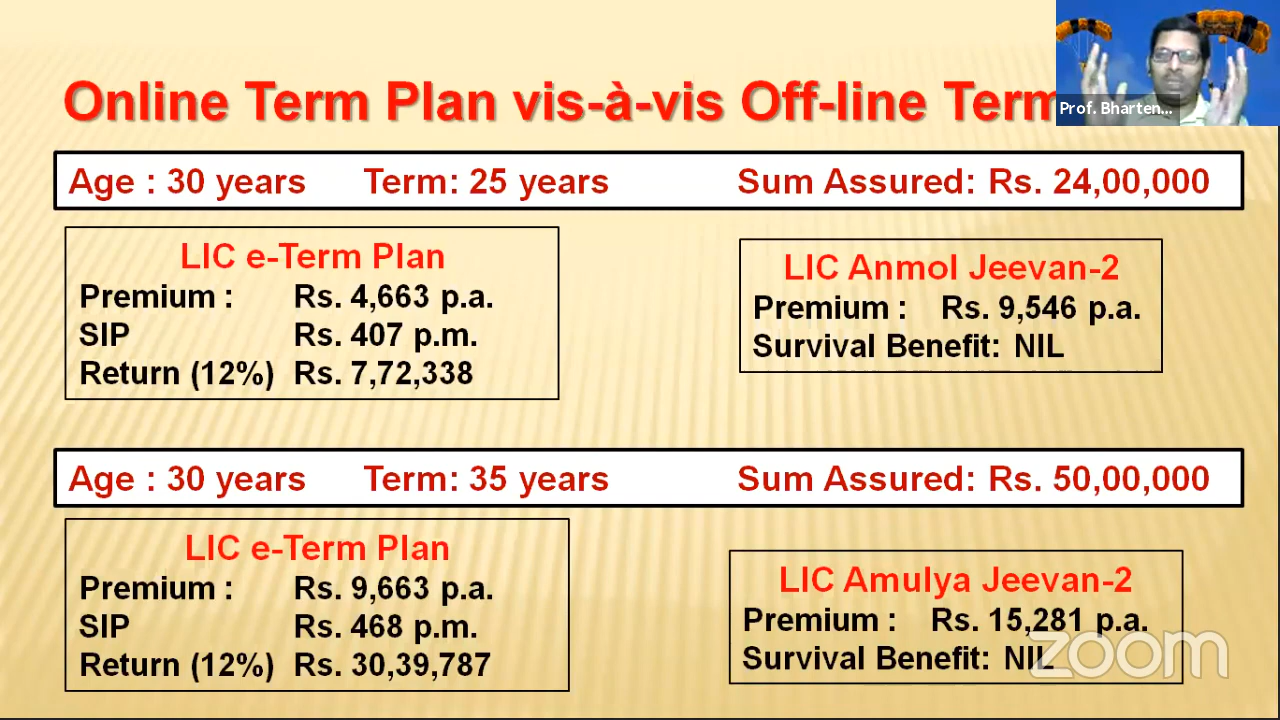 Online Term Plan vis-à-vis Off-line Term
Prof. Bharten...
Age : 30 years Term: 25 years Sum Assured: Rs. 24,00,000
LIC e-Term Plan
Premium : Rs. 4,663 p.a.
SIP Rs. 407 p.m.
Return (12%) Rs. 7,72,338
LIC Anmol Jeevan-2
Premium : Rs. 9,546 p.a.
Survival Benefit: NIL
Age : 30 years Term: 35 years Sum Assured: Rs. 50,00,000
LIC e-Term Plan
Premium : Rs. 9,663 p.a.
SIP Rs. 468 p.m.
Return (12%) Rs. 30,39,787
LIC Amulya Jeevan-2
Premium : Rs. 15,281 p.a.
Survival Benefit: NIL
zoom